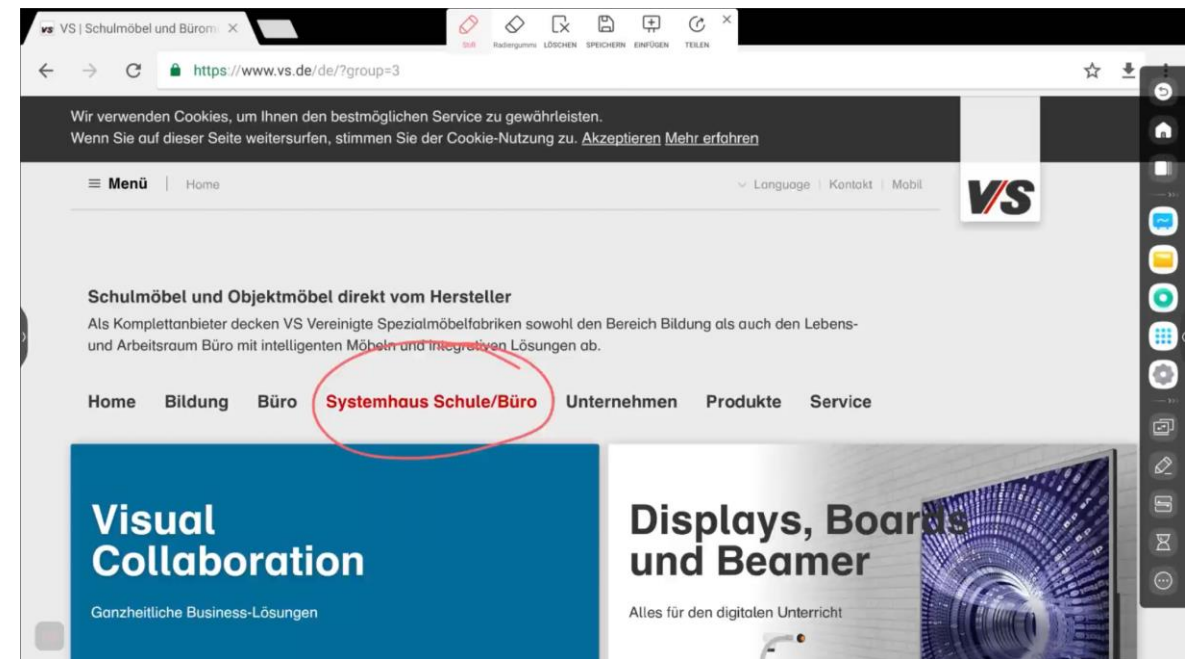 VS | Schulmöbel und Bürom
Stift
Radiergummi
LÖSCHEN
SPEICHERN
EINFÜGEN
TEILEN
https://www.vs.de/de/?group=3
Wir verwenden Cookies, um Ihnen den bestmöglichen Service zu gewährleisten.
Wenn Sie auf dieser Seite weitersurfen, stimmen Sie der Cookie-Nutzung zu. Akzeptieren Mehr erfahren
Menü | Home
Language | Kontakt | Mobil
V/S
Schulmöbel und Objektmöbel direkt vom Hersteller
Als Komplettanbieter decken VS Vereinigte Spezialmöbelfabriken sowohl den Bereich Bildung als auch den Lebens-
und Arbeitsraum Büro mit intelligenten Möbeln und integrativen Lösungen ab.
Home Bildung Büro Systemhaus Schule/Büro Unternehmen Produkte Service
Visual
Collaboration
Ganzheitliche Business-Lösungen
Displays, Boards
und Beamer
Alles für den digitalen Unterricht